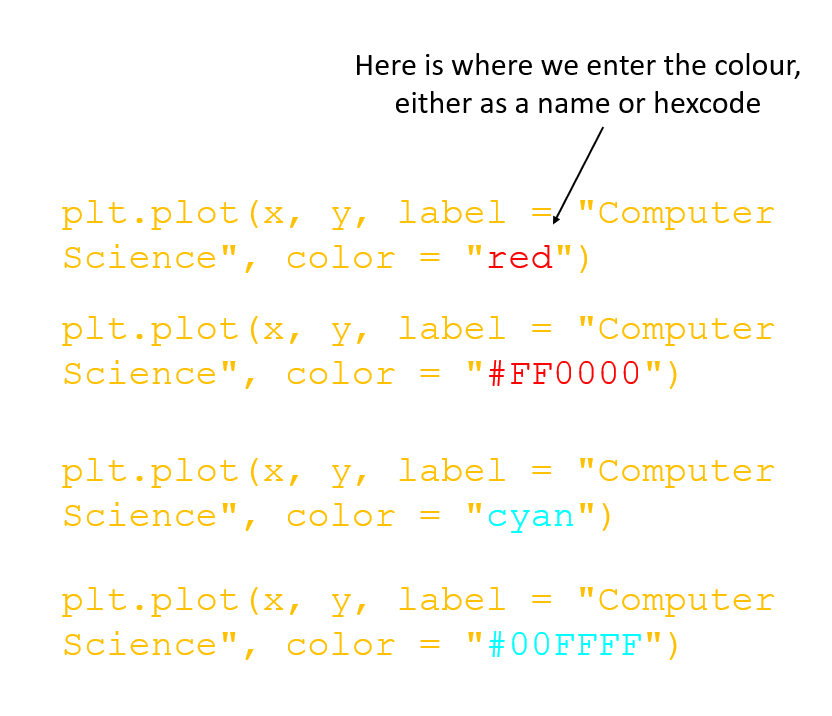 Here is where we enter the colour,
either as a name or hexcode
plt.plot(x, y, label = "Computer
Science", color = "red")
plt.plot(x, y, label = "Computer
Science", color = "#FF0000")
plt.plot(x, y, label = "Computer
Science", color = "cyan")
plt.plot(x, y, label = "Computer
Science", color = "#00FFFF")